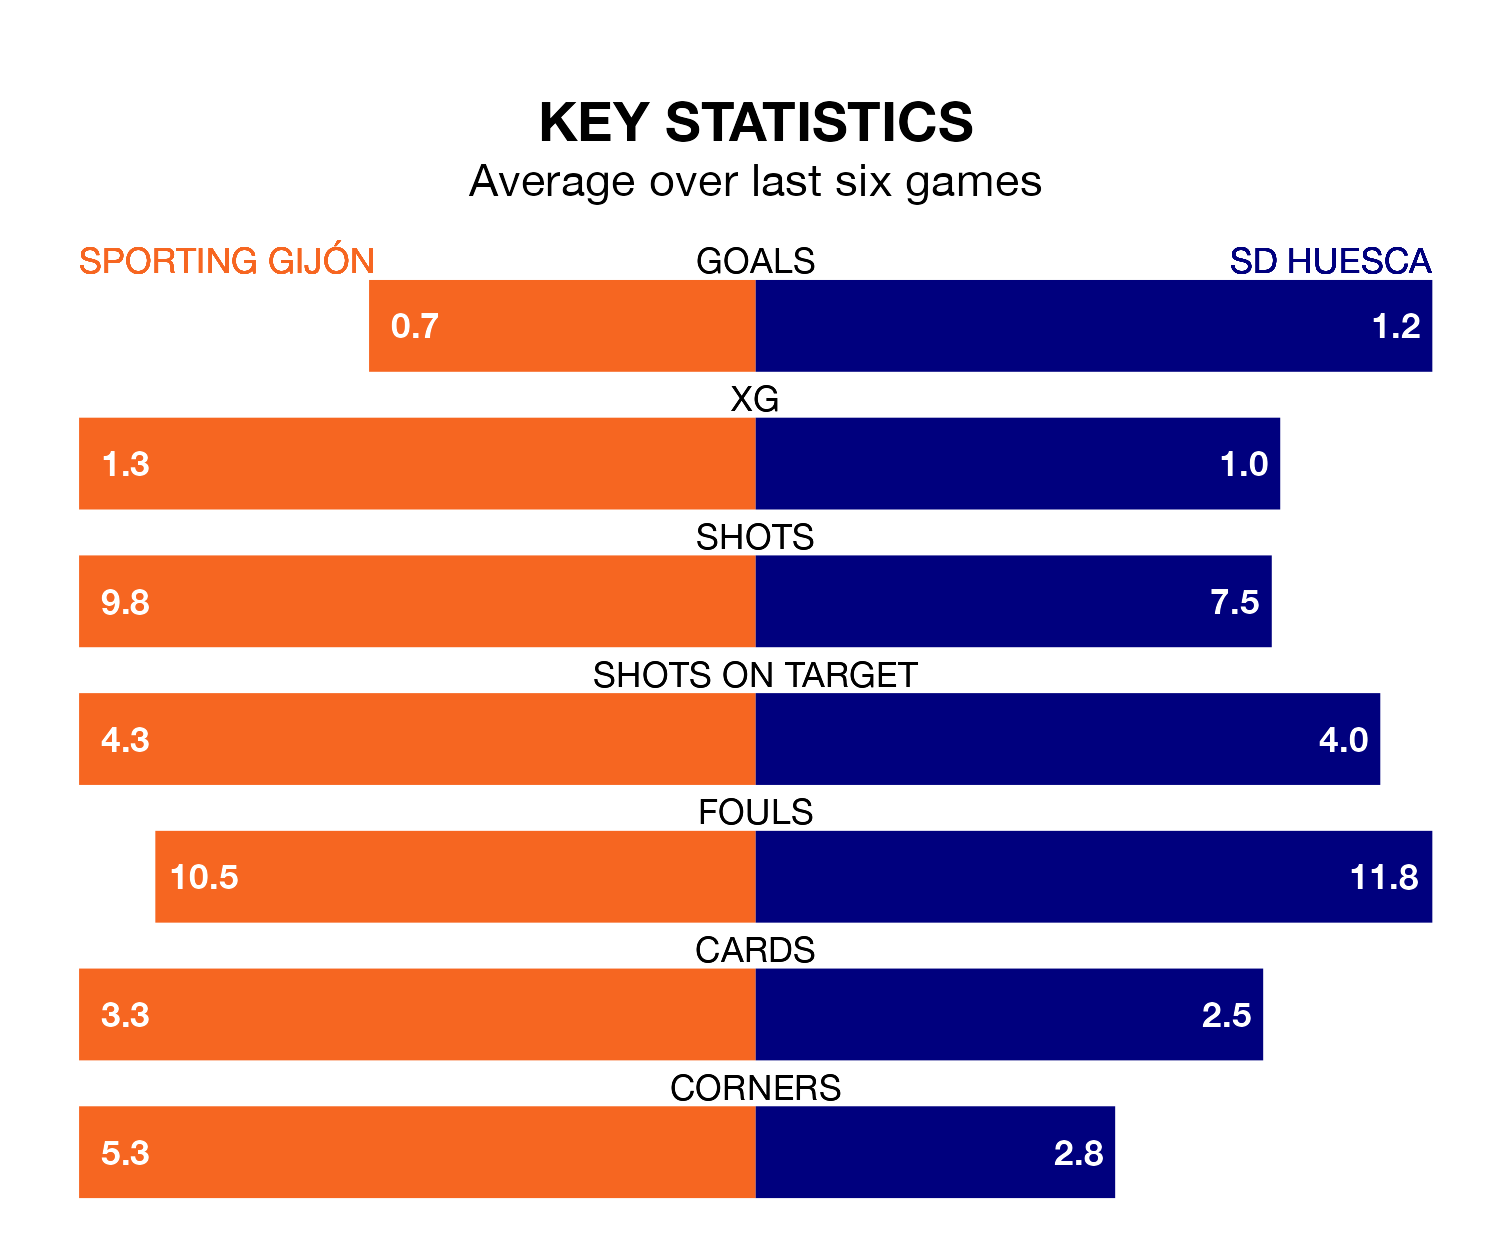 KEY STATISTICS
Average over last six games
SPORTING GIJÓN GOALS SD HUESCA
0.7 1.2
XG
1.3 1.0
SHOTS
9.8 7.5
SHOTS ON TARGET
4.3 4.0
FOULS
10.5 11.8
CARDS
3.3 2.5
CORNERS
5.3 2.8